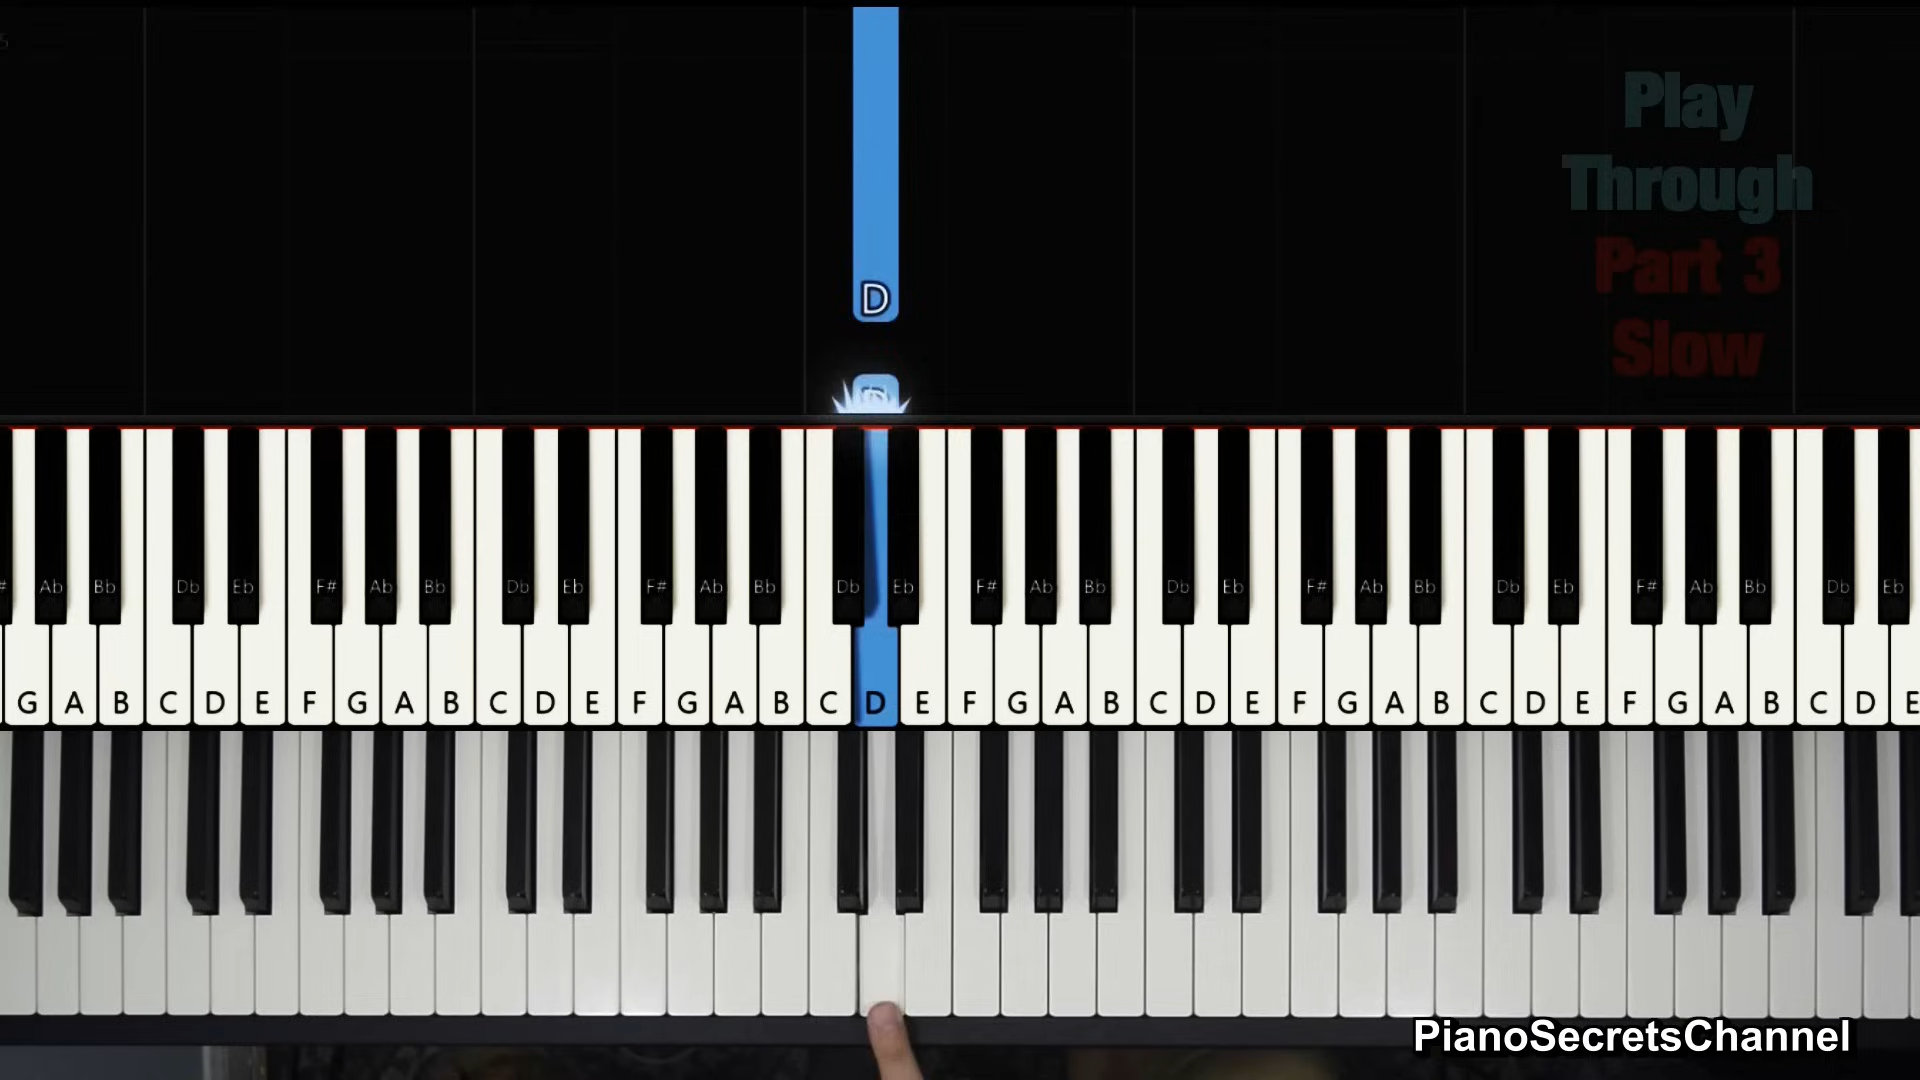 Play
Through
Part 3
Slow
D
Ab Bb Db Eb F# Ab Bb Db Eb F# Ab Bb Db Eb F# Ab Bb Db Eb F# Ab Bb Db Eb F# Ab Bb Db Eb
G A B C D E F G A B C D E F G A B C D E F G A B C D E F G A B C D E F G A B C D E
PianoSecretsChannel